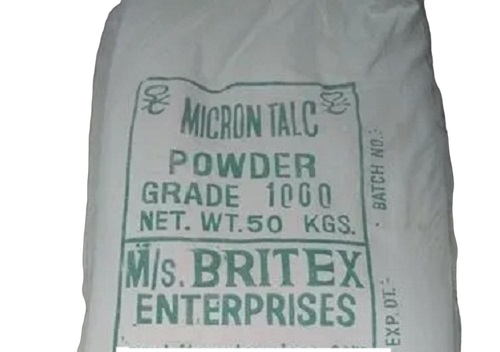 MICRON TALC
POWDER
GRADE 1000
NET. WT. 50 KGS.
M/s. BRITEX
ENTERPRISES
BATCH NO.:
EXP. DT.: